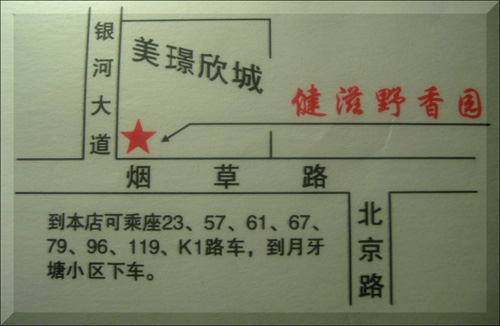 银河大道
美璟欣城
健滋野香园
烟草路
北京路
到本店可乘座23、57、61、67、
79、96、119、K1路车，到月牙
塘小区下车。